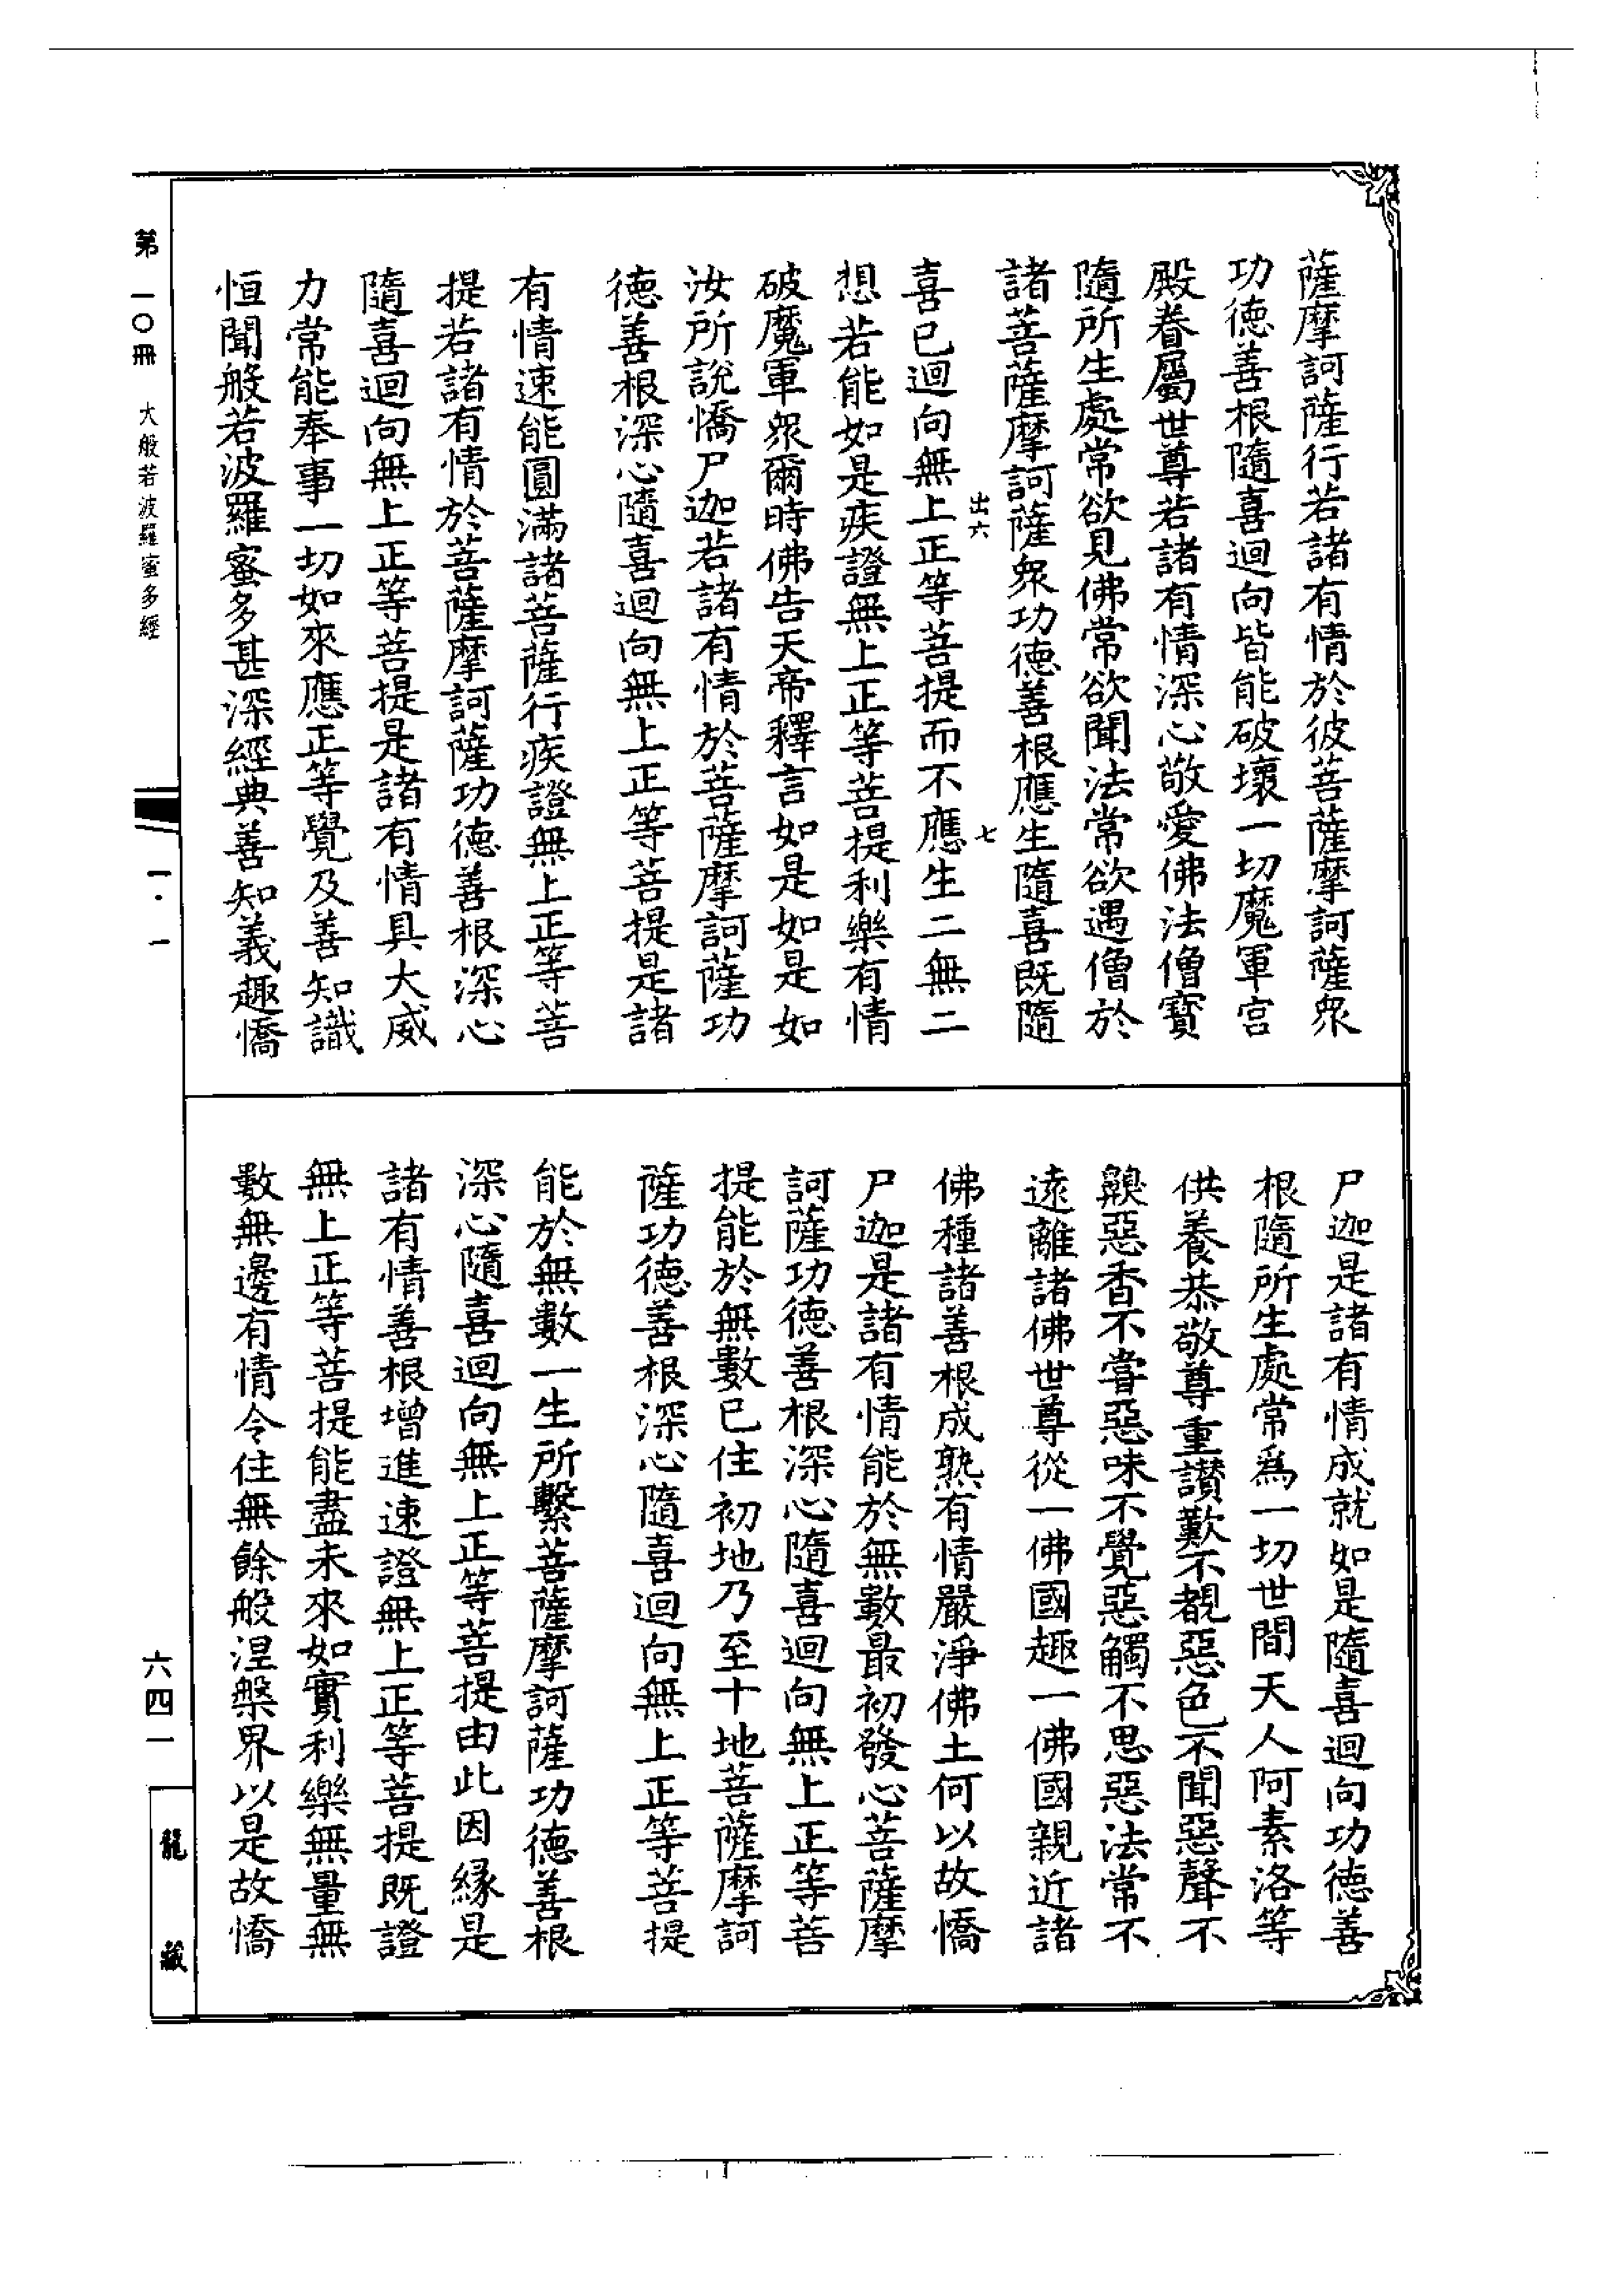 薩摩訶薩行若諸有情於彼菩薩摩訶薩衆
功德善根隨喜迴向皆能破壞一切魔軍宫
殿眷屬世尊若諸有情深心敬愛佛法僧寳
隨所生處常欲見佛常欲聞法常欲遇僧於
諸菩薩摩訶薩衆功德善根應生隨喜既隨
出六　七
喜已迴向無上正等菩提而不應生二無二
想若能如是疾證無上正等菩提利樂有情
破魔軍衆爾時佛告天帝釋言如是如是如
汝所說憍尸迦若諸有情於菩薩摩訶薩功
德善根深心隨喜迴向無上正等菩提是諸
有情速能圓滿諸菩薩行疾證無上正等菩
提若諸有情於菩薩摩訶薩功德善根深心
隨喜迴向無上正等菩提是諸有情具大威
力常能奉事一切如來應正等覺及善知識
恒聞般若波羅蜜多甚深經典善知義趣憍
尸迦是諸有情成就如是隨喜迴向功德善
根隨所生處常爲一切世間天人阿素洛等
供養恭敬尊重讃歎不覩惡色不聞惡聲不
齅惡香不甞惡味不覺惡觸不思惡法常不
遠離諸佛世尊從一佛國趣一佛國親近諸
佛種諸善根成熟有情嚴淨佛土何以故憍
尸迦是諸有情能於無數最初發心菩薩摩
訶薩功德善根深心隨喜迴向無上正等菩
提能於無數已住初地乃至十地菩薩摩訶
薩功德善根深心隨喜迴向無上正等菩提
能於無數一生所繫菩薩摩訶薩功德善根
深心隨喜迴向無上正等菩提由此因緣是
諸有情善根增進速證無上正等菩提既證
無上正等菩提能盡未來如實利樂無量無
數無邊有情令住無餘般涅槃界以是故憍
第一〇冊　大般若波羅蜜多經
一·一
六四一
龍藏